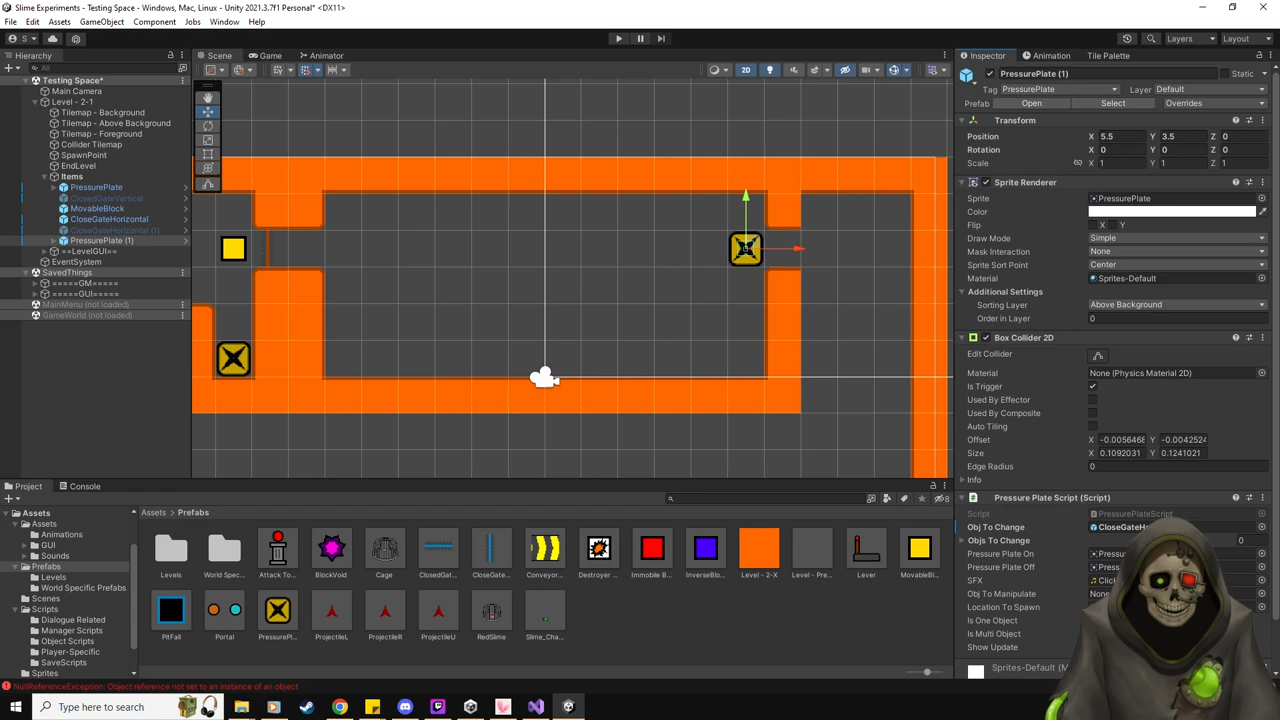 Slime Experiments - Testing Space - Windows, Mac, Linux - Unity 2021.3.7f1 Personal* <DX11>
File Edit Assets GameObject Component Jobs Window Help
S Layers Layout
Hierarchy Scene Game Animator Inspector Animation Tile Palette
All
2D
PressurePlate (1) Static
Tag PressurePlate Layer Default
Prefab Open Select Overrides
Testing Space*
Main Camera
Level - 2-1
Tilemap - Background
Tilemap - Above Background
Tilemap - Foreground
Collider Tilemap
SpawnPoint
EndLevel
Items
PressurePlate
ClosedGateVertical
MovableBlock
CloseGateHorizontal
CloseGateHorizontal (1)
PressurePlate (1)
==LevelGUI==
EventSystem
SavedThings
=====GM=====
=====GUI=====
MainMenu (not loaded)
GameWorld (not loaded)
Transform
Position X 5.5 Y 3.5 Z 0
Rotation X 0 Y 0 Z 0
Scale X 1 Y 1 Z 1
Sprite Renderer
Sprite PressurePlate
Color
Flip X Y
Draw Mode Simple
Mask Interaction None
Sprite Sort Point Center
Material Sprites-Default
Additional Settings
Sorting Layer Above Background
Order in Layer 0
Box Collider 2D
Edit Collider
Material None (Physics Material 2D)
Is Trigger
Used By Effector
Used By Composite
Auto Tiling
Offset X -0.0056468 Y -0.0042524
Size X 0.1092031 Y 0.1241021
Edge Radius 0
Info
Pressure Plate Script (Script)
Script PressurePlateScript
Obj To Change CloseGateH
Objs To Change 0
Pressure Plate On Press
Pressure Plate Off Press
SFX Click
Obj To Manipulate None
Location To Spawn
Is One Object
Is Multi Object
Show Update
Sprites-Default (M
Project Console
8
Assets
Assets
Animations
GUI
Sounds
Prefabs
Levels
World Specific Prefabs
Scenes
Scripts
Dialogue Related
Manager Scripts
Object Scripts
Player-Specific
SaveScripts
Sprites
Assets > Prefabs
Levels World Spec... Attack To... BlockVoid Cage ClosedGat... CloseGate... Conveyor... Destroyer ... Immobile B... InverseBlo... Level - 2-X Level - Pre... Lever MovableBl...
PitFall Portal PressurePl... ProjectileL ProjectileR ProjectileU RedSlime Slime_Cha...
NullReferenceException: Object reference not set to an instance of an object
Type here to search